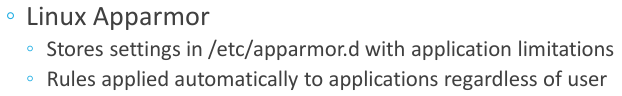 ◦ Linux Apparmor
◦ Stores settings in /etc/apparmor.d with application limitations
◦ Rules applied automatically to applications regardless of user